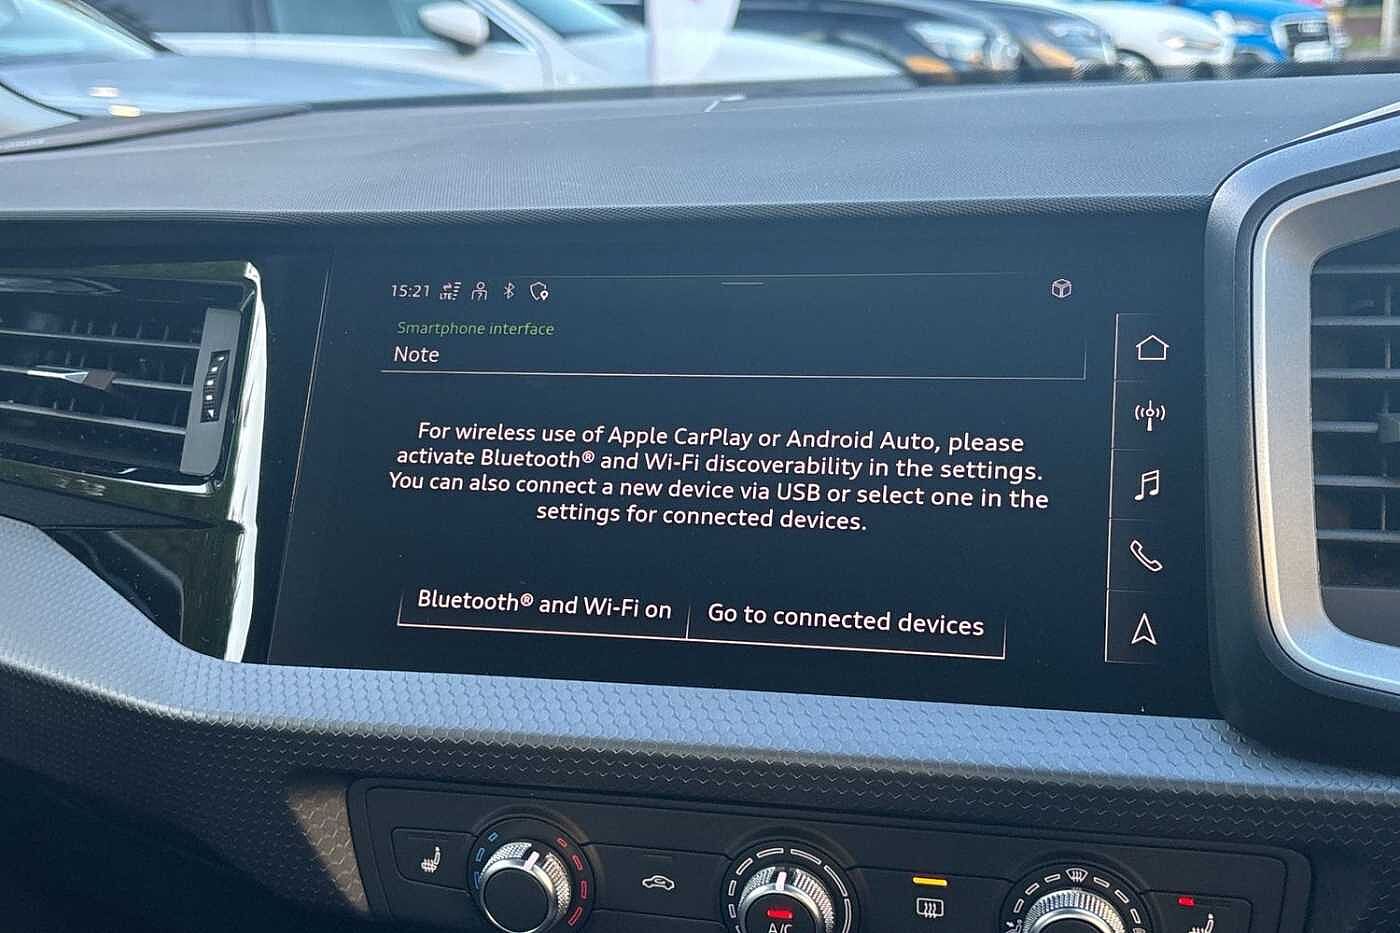 15:21
LTE
Smartphone interface
Note
For wireless use of Apple CarPlay or Android Auto, please
activate Bluetooth® and Wi-Fi discoverability in the settings.
You can also connect a new device via USB or select one in the
settings for connected devices.
Bluetooth® and Wi-Fi on
Go to connected devices
A/C